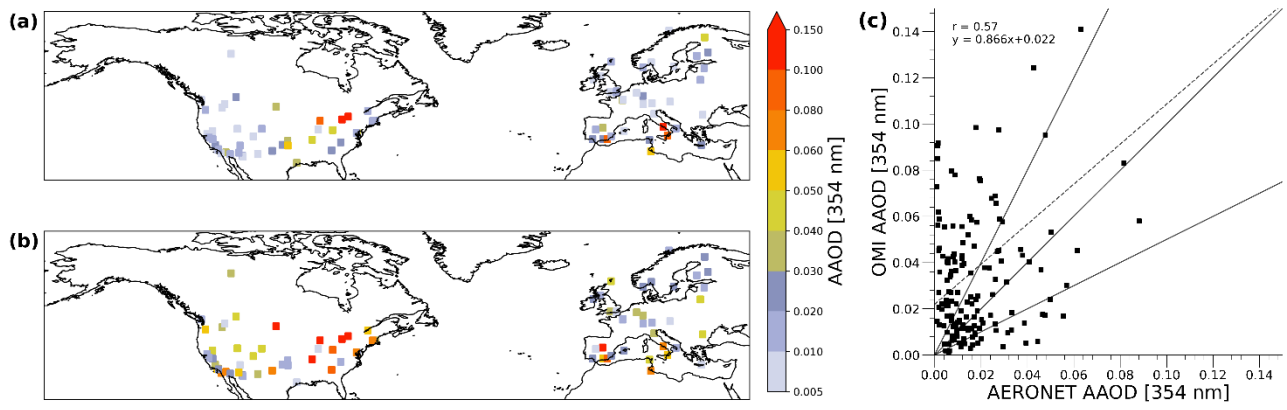 (a)
(b)
0.150
0.100
0.080
0.060
0.050
0.040
0.030
0.020
0.010
0.005
AAOD [354 nm]
(c)
r = 0.57
y = 0.866x+0.022
0.14
0.12
0.10
0.08
0.06
0.04
0.02
0.00
OMI AAOD [354 nm]
0.00 0.02 0.04 0.06 0.08 0.10 0.12 0.14
AERONET AAOD [354 nm]